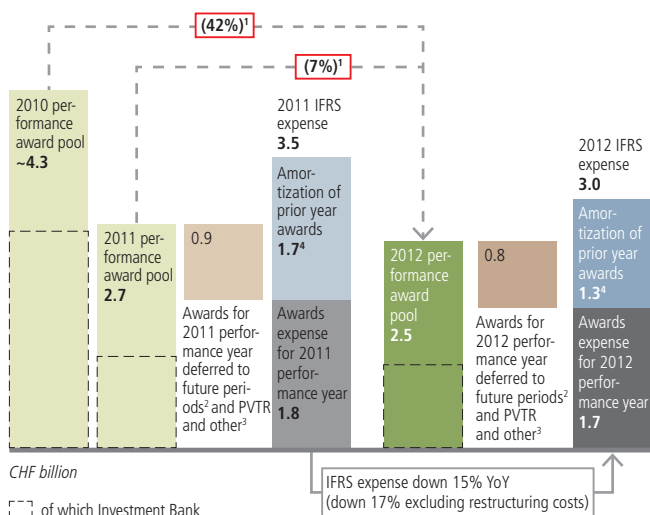 (42%)¹
(7%)¹
2010 per-
formance
award pool
~4.3
2011 per-
formance
award pool
2.7
0.9
Awards for
2011 perfor-
mance year
deferred to
future peri-
ods² and PVTR
and other³
2011 IFRS
expense
3.5
Amor-
tization of
prior year
awards
1.7⁴
Awards
expense
for 2011
perfor-
mance year
1.8
2012 per-
formance
award
pool
2.5
0.8
Awards for
2012 perfor-
mance year
deferred to
future periods²
and PVTR
and other³
2012 IFRS
expense
3.0
Amor-
tization of
prior year
awards
1.3⁴
Awards
expense
for 2012
perfor-
mance year
1.7
CHF billion
IFRS expense down 15% YoY
(down 17% excluding restructuring costs)
of which Investment Bank